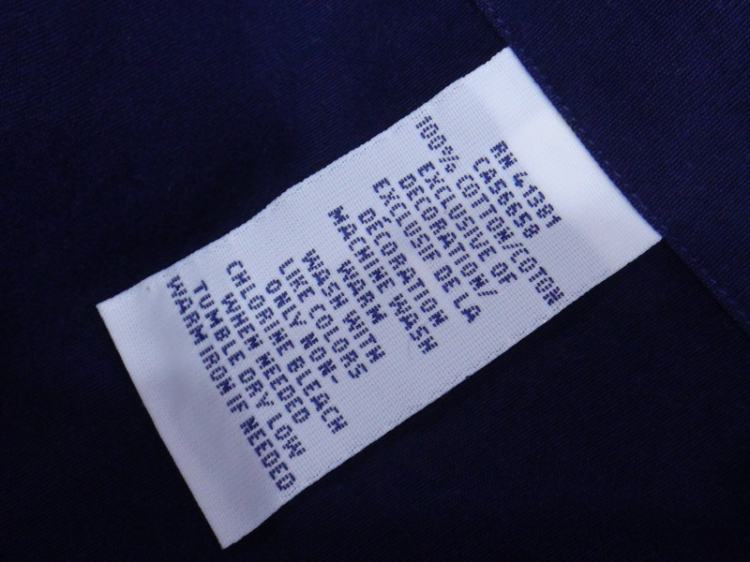 RN 41381
CA56658
100% COTTON/COTON
EXCLUSIVE OF
DECORATION/
EXCLUSIF DE LA
DÉCORATION
MACHINE WASH
WARM
WASH WITH
LIKE COLORS
ONLY NON-
CHLORINE BLEACH
WHEN NEEDED
TUMBLE DRY LOW
WARM IRON IF NEEDED